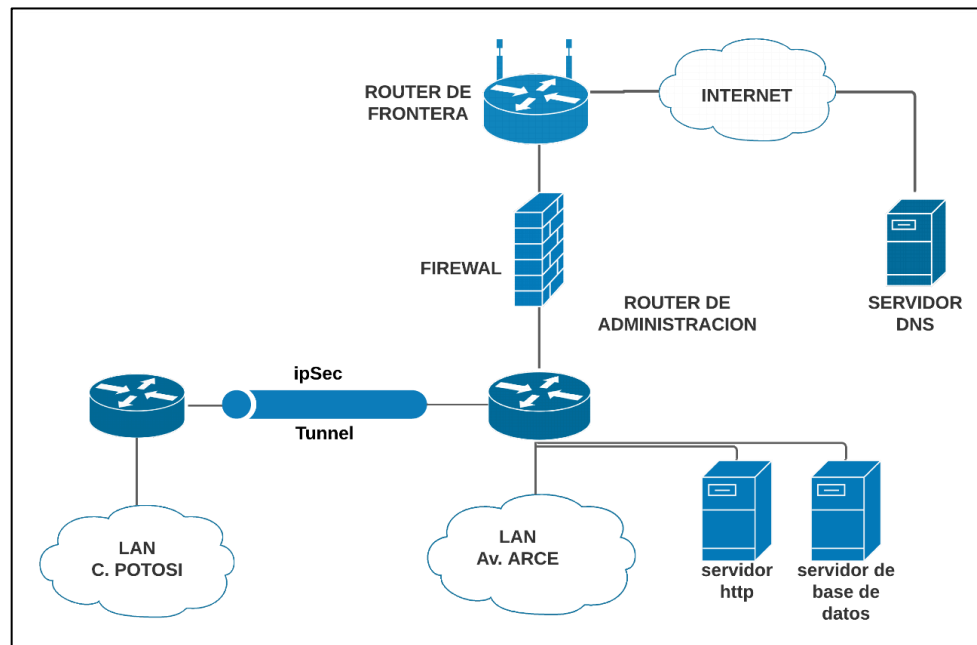 ROUTER DE
FRONTERA
INTERNET
FIREWAL
ROUTER DE
ADMINISTRACION
SERVIDOR
DNS
ipSec
Tunnel
LAN
C. POTOSI
LAN
Av. ARCE
servidor
http
servidor de
base de
datos